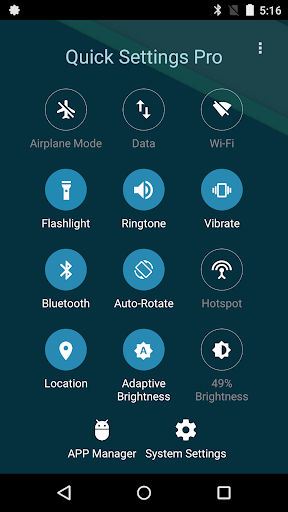 5:16
Quick Settings Pro
Airplane Mode
Data
Wi-Fi
Flashlight
Ringtone
Vibrate
Bluetooth
Auto-Rotate
Hotspot
Location
Adaptive
Brightness
49%
Brightness
APP Manager
System Settings